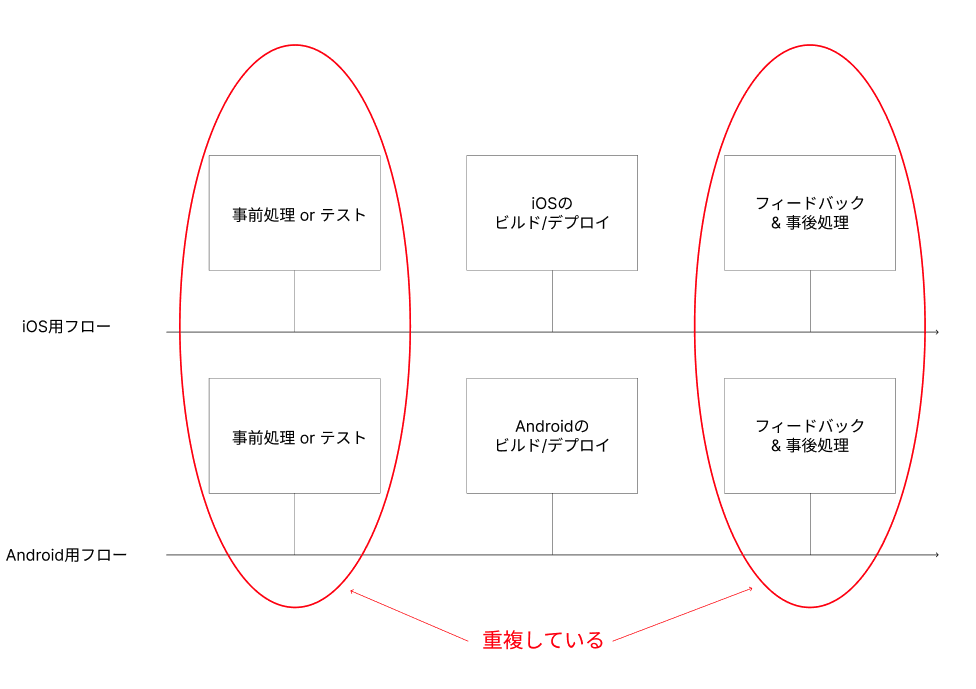 事前処理 or テスト
iOSの
ビルド/デプロイ
フィードバック
& 事後処理
iOS用フロー
事前処理 or テスト
Androidの
ビルド/デプロイ
フィードバック
& 事後処理
Android用フロー
重複している